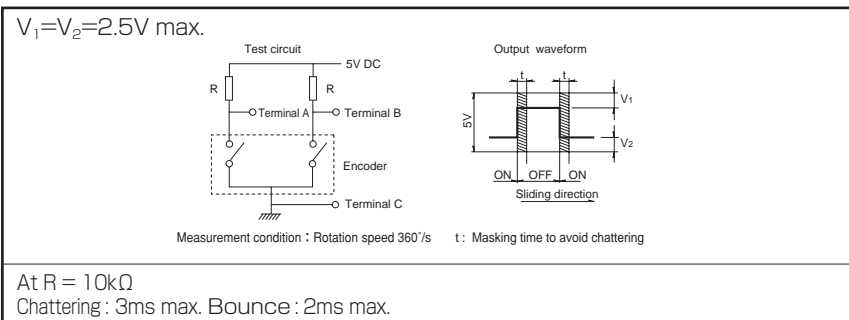 V₁=V₂=2.5V max.
Test circuit
Output waveform
5V DC
R
R
Terminal A
Terminal B
Encoder
Terminal C
t
t
5V
V₁
V₂
ON OFF ON
Sliding direction
Measurement condition : Rotation speed 360˚/s t : Masking time to avoid chattering
At R = 10kΩ
Chattering : 3ms max. Bounce : 2ms max.